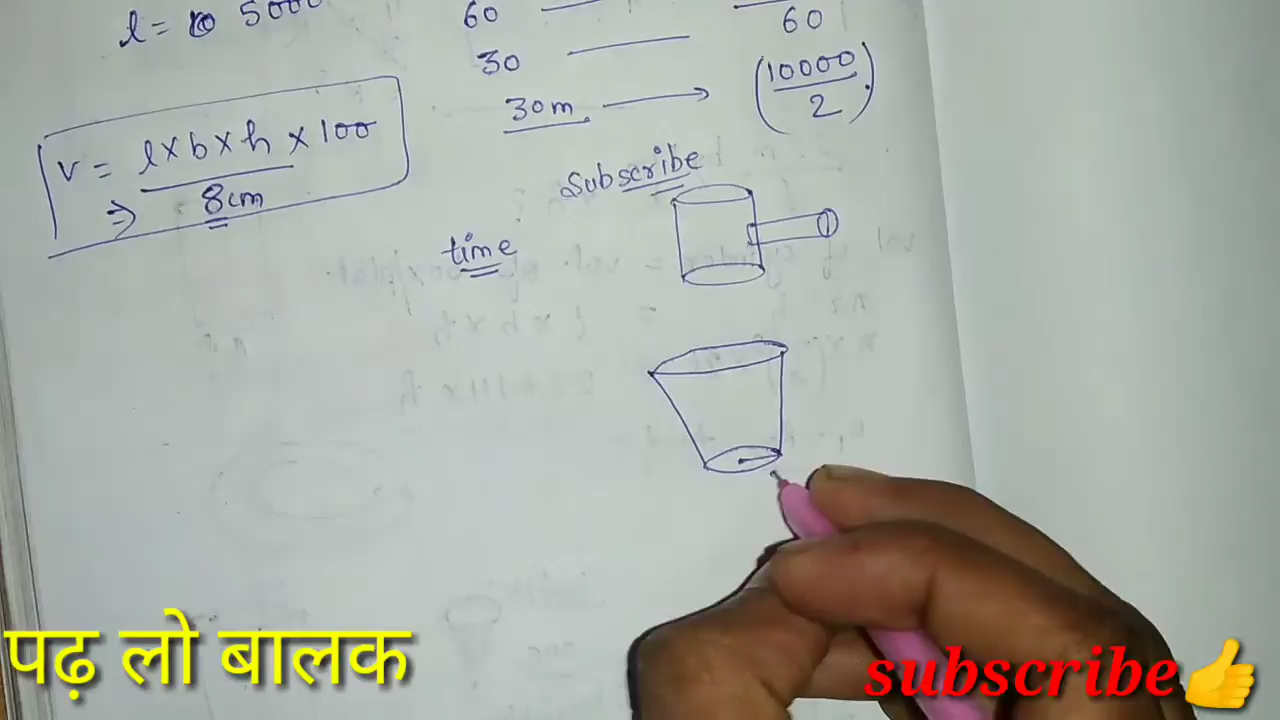 l = 5000
60
60
30
30m → (10000/2).
v = l×b×h × 100
⇒ 8cm
Subscribe
time
पढ़ लो बालक
subscribe👍